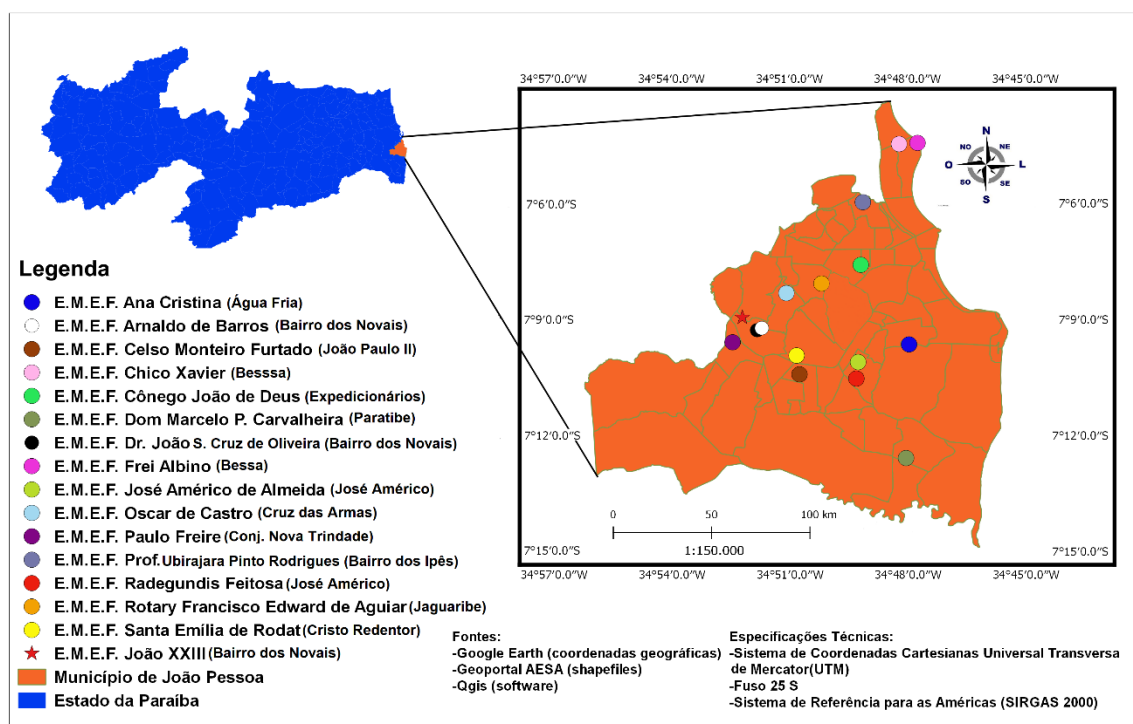 34°57'0.0"W 34°54'0.0"W 34°51'0.0"W 34°48'0.0"W 34°45'0.0"W
N
NO NE
O L
SO SE
S
7°6'0.0"S 7°6'0.0"S
7°9'0.0"S 7°9'0.0"S
7°12'0.0"S 7°12'0.0"S
7°15'0.0"S 7°15'0.0"S
0 50 100 km
1:150.000
34°57'0.0"W 34°54'0.0"W 34°51'0.0"W 34°48'0.0"W 34°45'0.0"W
Legenda
E.M.E.F. Ana Cristina (Água Fria)
E.M.E.F. Arnaldo de Barros (Bairro dos Novais)
E.M.E.F. Celso Monteiro Furtado (João Paulo II)
E.M.E.F. Chico Xavier (Besssa)
E.M.E.F. Cônego João de Deus (Expedicionários)
E.M.E.F. Dom Marcelo P. Carvalheira (Paratibe)
E.M.E.F. Dr. João S. Cruz de Oliveira (Bairro dos Novais)
E.M.E.F. Frei Albino (Bessa)
E.M.E.F. José Américo de Almeida (José Américo)
E.M.E.F. Oscar de Castro (Cruz das Armas)
E.M.E.F. Paulo Freire (Conj. Nova Trindade)
E.M.E.F. Prof. Ubirajara Pinto Rodrigues (Bairro dos Ipês)
E.M.E.F. Radegundis Feitosa (José Américo)
E.M.E.F. Rotary Francisco Edward de Aguiar (Jaguaribe)
E.M.E.F. Santa Emília de Rodat (Cristo Redentor)
E.M.E.F. João XXIII (Bairro dos Novais)
Município de João Pessoa
Estado da Paraíba
Fontes:
-Google Earth (coordenadas geográficas)
-Geoportal AESA (shapefiles)
-Qgis (software)
Especificações Técnicas:
-Sistema de Coordenadas Cartesianas Universal Transversa
de Mercator(UTM)
-Fuso 25 S
-Sistema de Referência para as Américas (SIRGAS 2000)